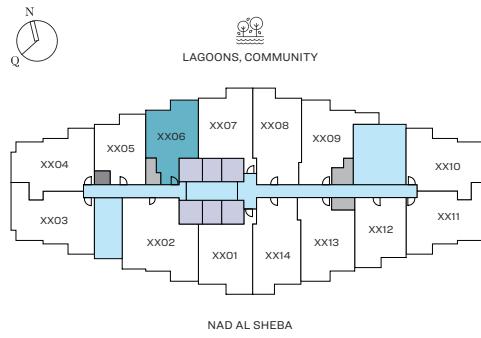 N
Q
LAGOONS, COMMUNITY
XX07 XX08
XX06 XX09
XX05
XX04 XX10
XX03 XX11
XX02 XX12
XX13
XX01 XX14
NAD AL SHEBA